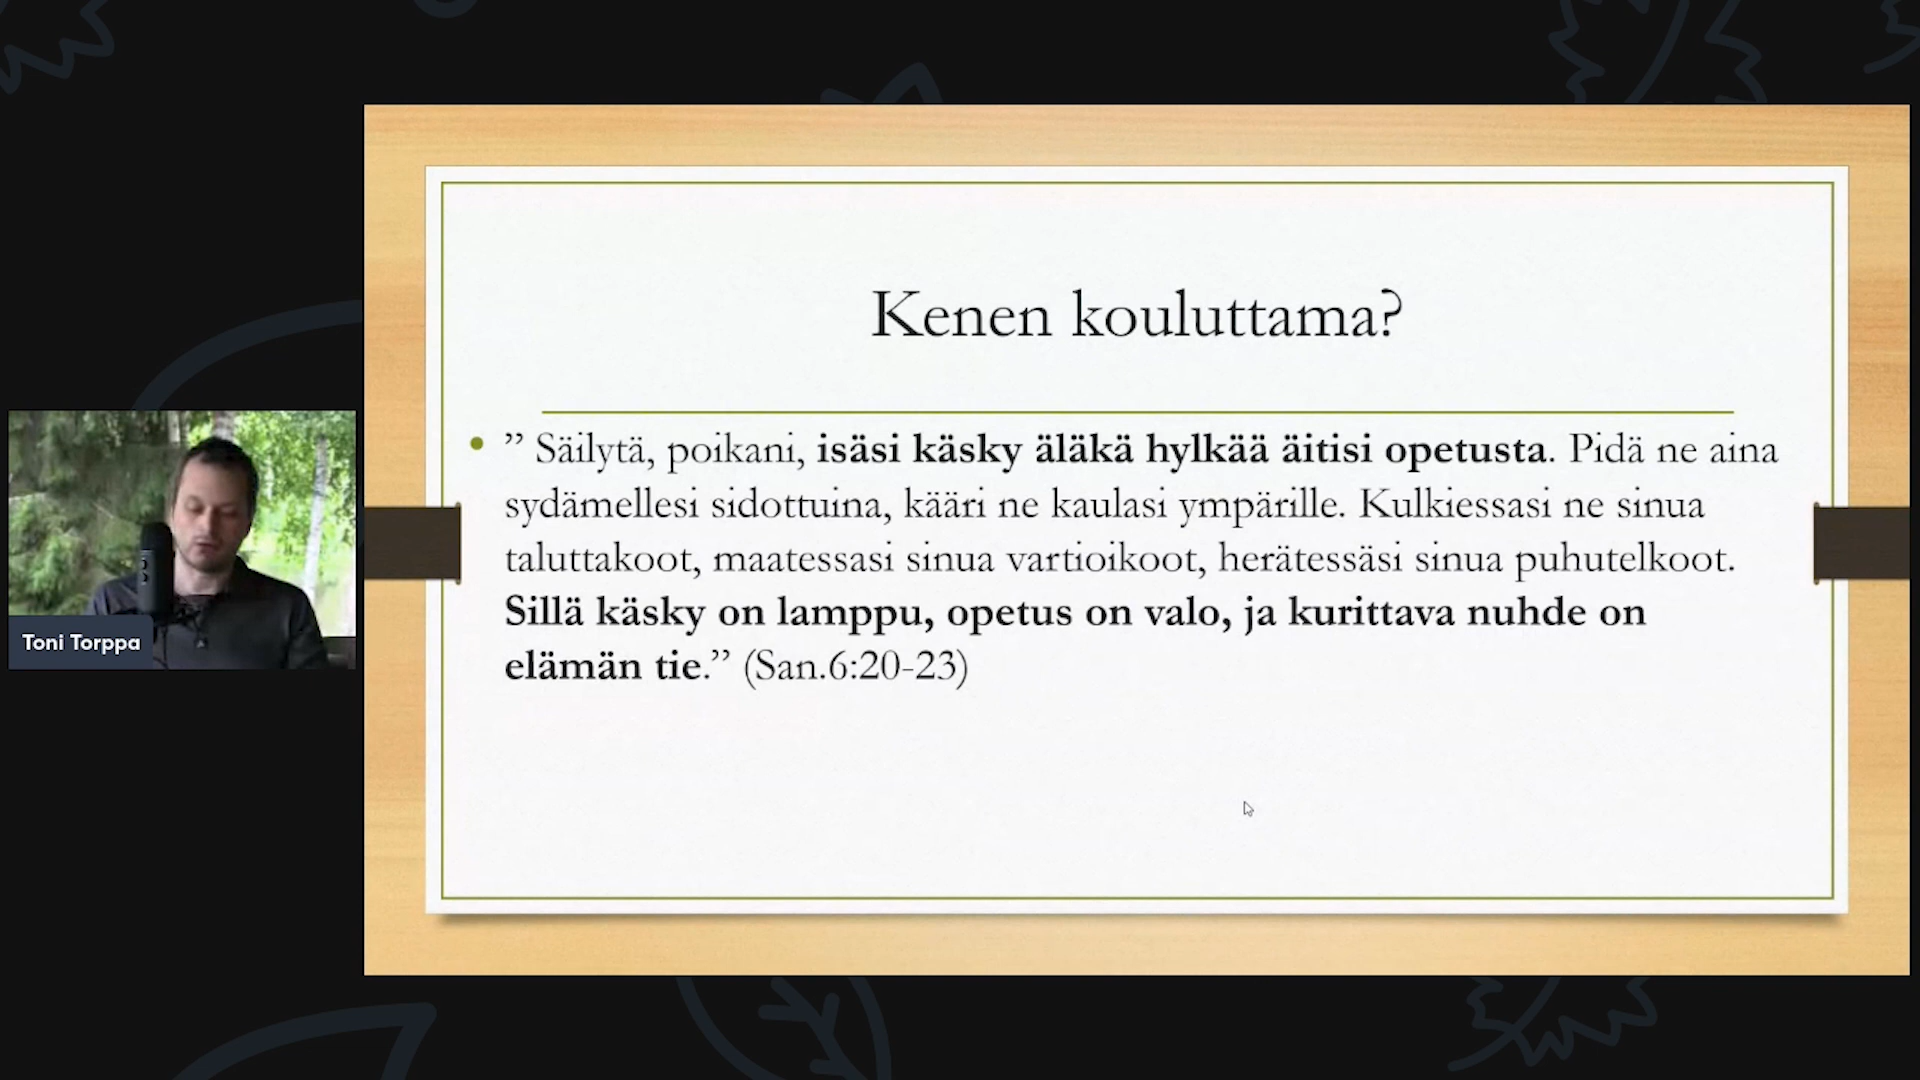 Kenen kouluttama?
” Säilytä, poikani, isäsi käsky äläkä hylkää äitisi opetusta. Pidä ne aina
sydämellesi sidottuina, kääri ne kaulasi ympärille. Kulkiessasi ne sinua
taluttakoot, maatessasi sinua vartioikoot, herätessäsi sinua puhutelkoot.
Sillä käsky on lamppu, opetus on valo, ja kurittava nuhde on
elämän tie.” (San.6:20-23)
Toni Torppa